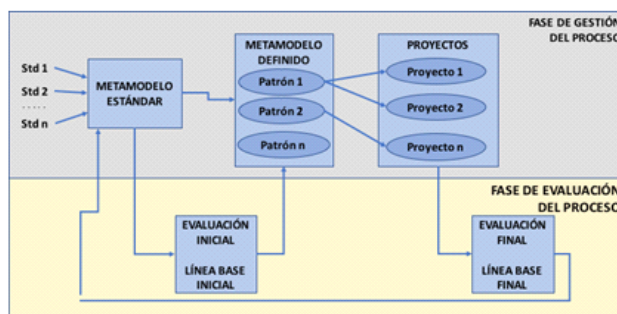 FASE DE GESTIÓN
DEL PROCESO
Std 1
Std 2
.....
Std n
METAMODELO
ESTÁNDAR
METAMODELO
DEFINIDO
Patrón 1
Patrón 2
Patrón n
PROYECTOS
Proyecto 1
Proyecto 2
Proyecto n
FASE DE EVALUACIÓN
DEL PROCESO
EVALUACIÓN
INICIAL
LÍNEA BASE
INICIAL
EVALUACIÓN
FINAL
LÍNEA BASE
FINAL